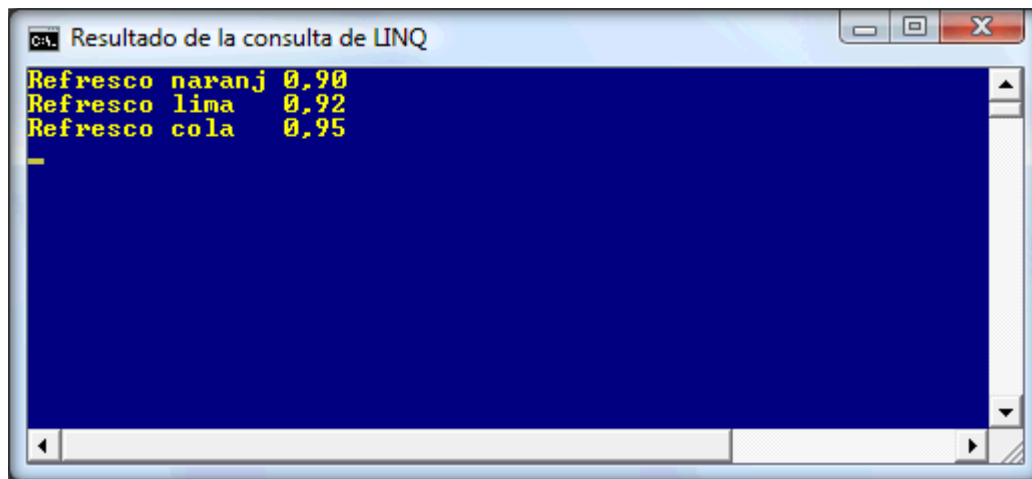 Resultado de la consulta de LINQ
Refresco naranj 0,90
Refresco lima 0,92
Refresco cola 0,95